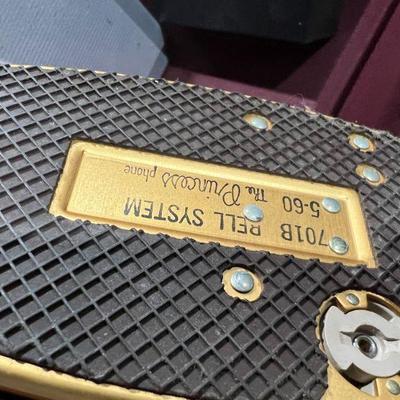 701B BELL SYSTEM
5-60 The Princess phone